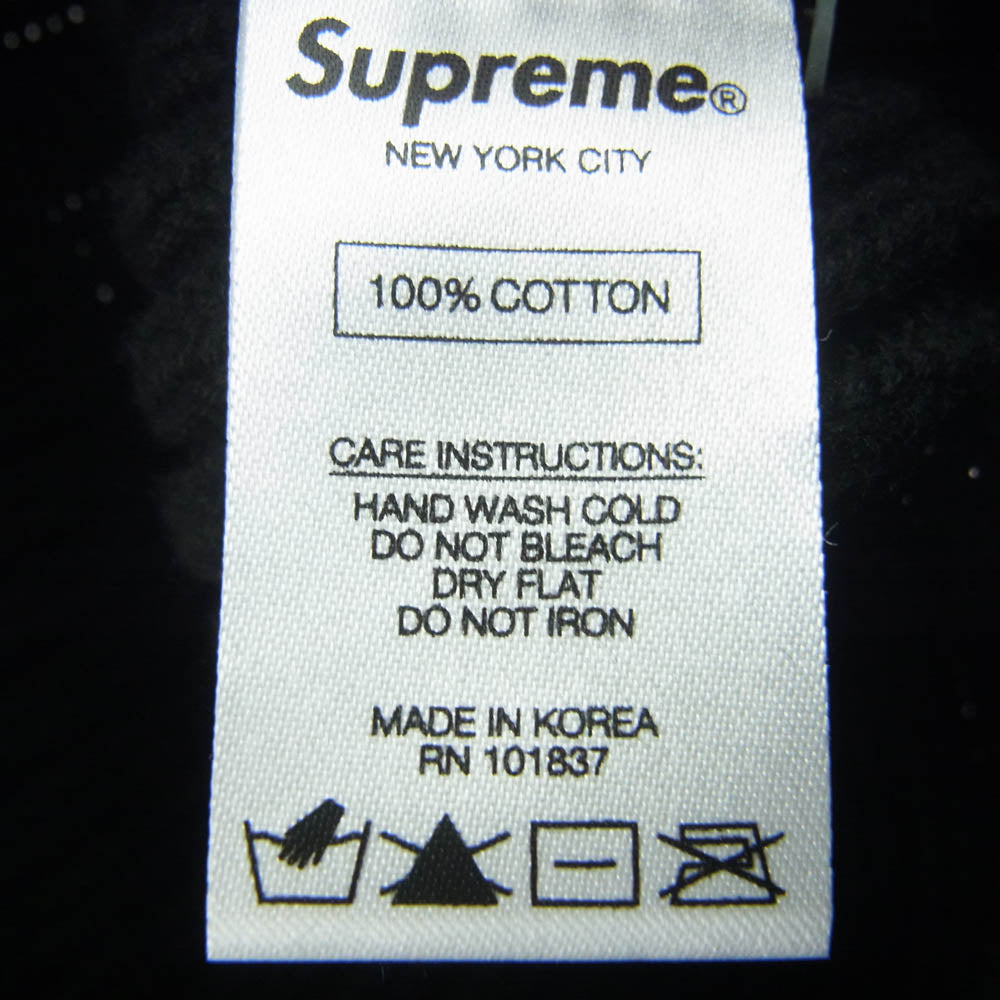 Supreme®
NEW YORK CITY
100% COTTON
CARE INSTRUCTIONS:
HAND WASH COLD
DO NOT BLEACH
DRY FLAT
DO NOT IRON
MADE IN KOREA
RN 101837